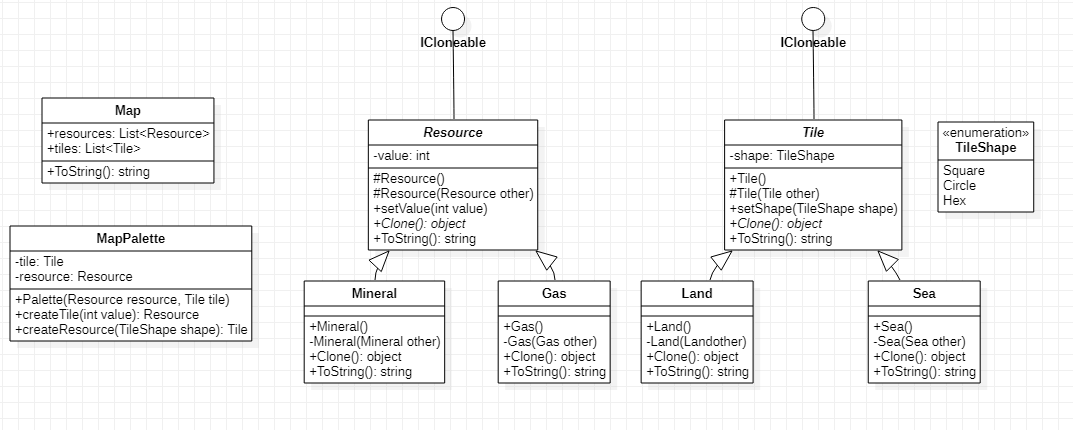 ICloneable
ICloneable
Map
+resources: List<Resource>
+tiles: List<Tile>
+ToString(): string
Resource
-value: int
#Resource()
#Resource(Resource other)
+setValue(int value)
+Clone(): object
+ToString(): string
Tile
-shape: TileShape
+Tile()
#Tile(Tile other)
+setShape(TileShape shape)
+Clone(): object
+ToString(): string
«enumeration»
TileShape
Square
Circle
Hex
MapPalette
-tile: Tile
-resource: Resource
+Palette(Resource resource, Tile tile)
+createTile(int value): Resource
+createResource(TileShape shape): Tile
Mineral
+Mineral()
-Mineral(Mineral other)
+Clone(): object
+ToString(): string
Gas
+Gas()
-Gas(Gas other)
+Clone(): object
+ToString(): string
Land
+Land()
-Land(Landother)
+Clone(): object
+ToString(): string
Sea
+Sea()
-Sea(Sea other)
+Clone(): object
+ToString(): string